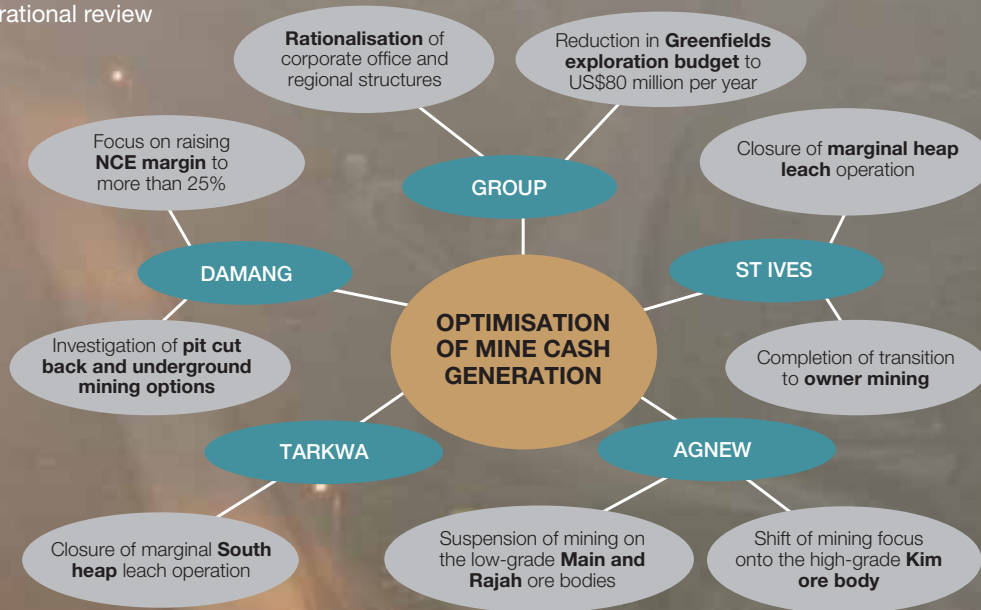 rational review
Rationalisation of
corporate office and
regional structures
Reduction in Greenfields
exploration budget to
US$80 million per year
Focus on raising
NCE margin to
more than 25%
GROUP
Closure of marginal heap
leach operation
DAMANG
ST IVES
OPTIMISATION
OF MINE CASH
GENERATION
Investigation of pit cut
back and underground
mining options
Completion of transition
to owner mining
TARKWA
AGNEW
Closure of marginal South
heap leach operation
Suspension of mining on
the low-grade Main and
Rajah ore bodies
Shift of mining focus
onto the high-grade Kim
ore body